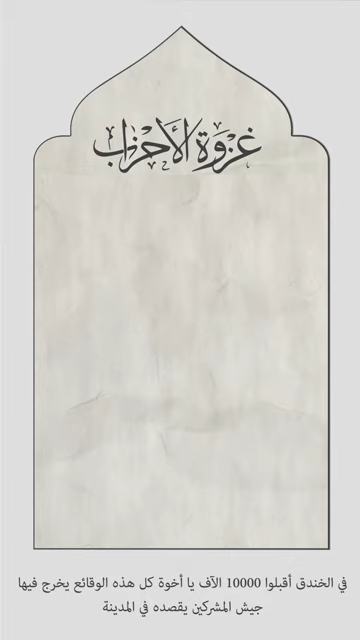 غزوة الأحزاب
في الخندق أقبلوا 10000 الآف يا أخوة كل هذه الوقائع يخرج فيها
جيش المشركين يقصده في المدينة